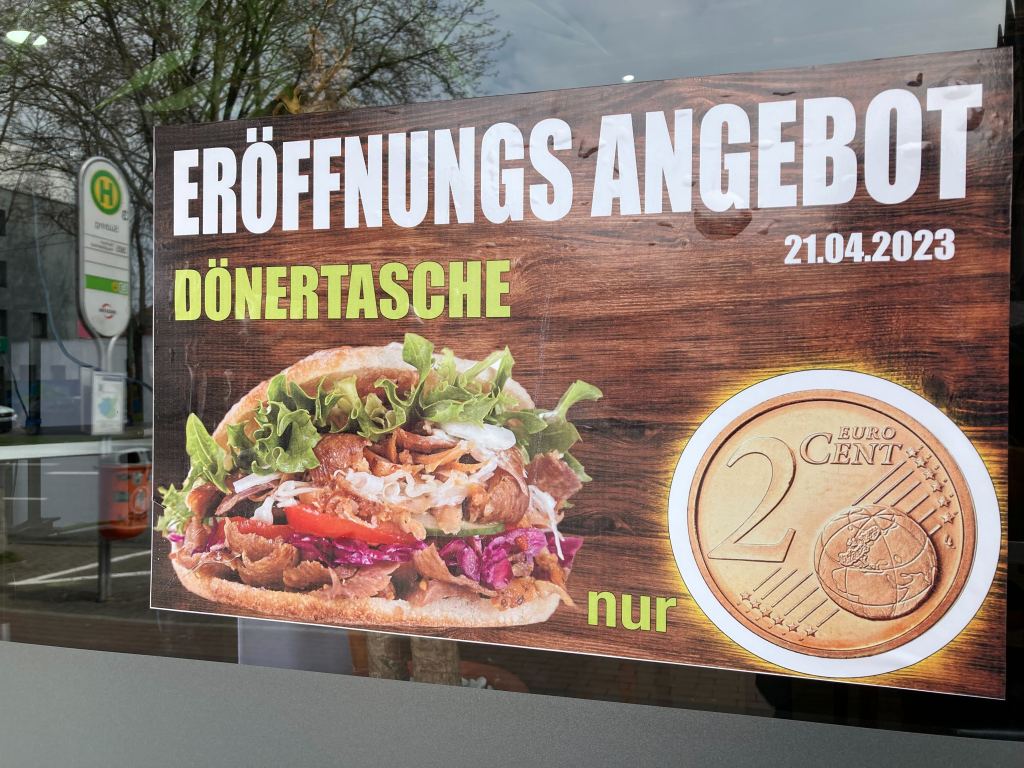 ERÖFFNUNGS ANGEBOT
21.04.2023
DÖNERTASCHE
2 EURO
CENT
nur
H